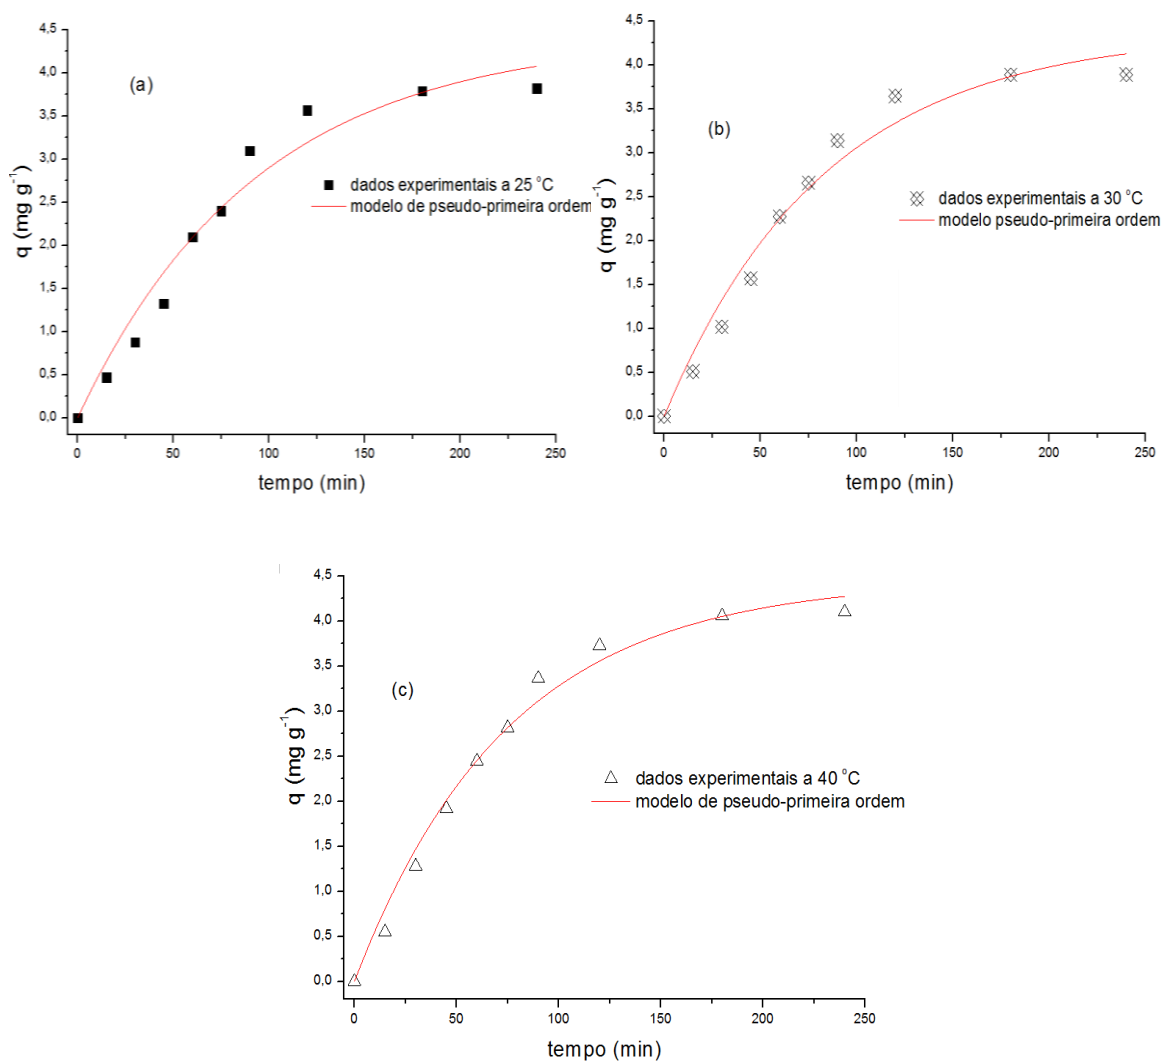 4,5
4,0
3,5
3,0
2,5
2,0
1,5
1,0
0,5
0,0
q (mg g⁻¹)
(a)
dados experimentais a 25 °C
modelo de pseudo-primeira ordem
0 50 100 150 200 250
tempo (min)
4,5
4,0
3,5
3,0
2,5
2,0
1,5
1,0
0,5
0,0
q (mg g⁻¹)
(b)
dados experimentais a 30 °C
modelo pseudo-primeira ordem
0 50 100 150 200 250
tempo (min)
4,5
4,0
3,5
3,0
2,5
2,0
1,5
1,0
0,5
0,0
q (mg g⁻¹)
(c)
dados experimentais a 40 °C
modelo de pseudo-primeira ordem
0 50 100 150 200 250
tempo (min)